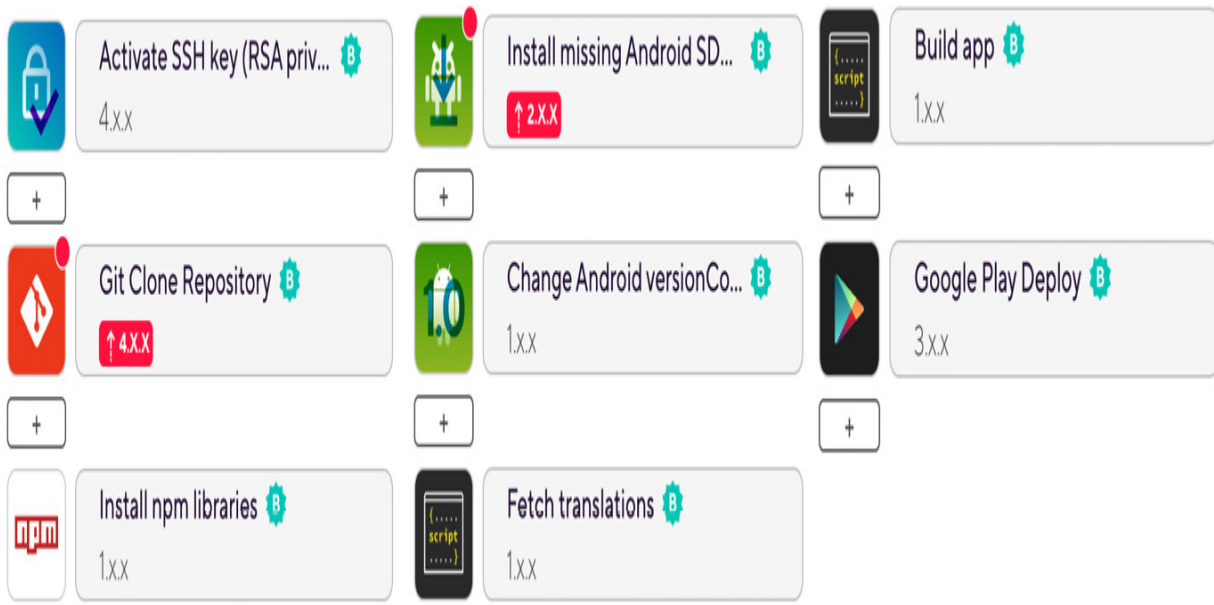 Activate SSH key (RSA priv... B
4.x.x
+
Git Clone Repository B
↑ 4.X.X
+
npm
Install npm libraries B
1.x.x
Install missing Android SD... B
↑ 2.X.X
+
1.0
Change Android versionCo... B
1.x.x
+
{.....
script
.....}
Fetch translations B
1.x.x
{.....
script
.....}
Build app B
1.x.x
+
Google Play Deploy B
3.x.x
+